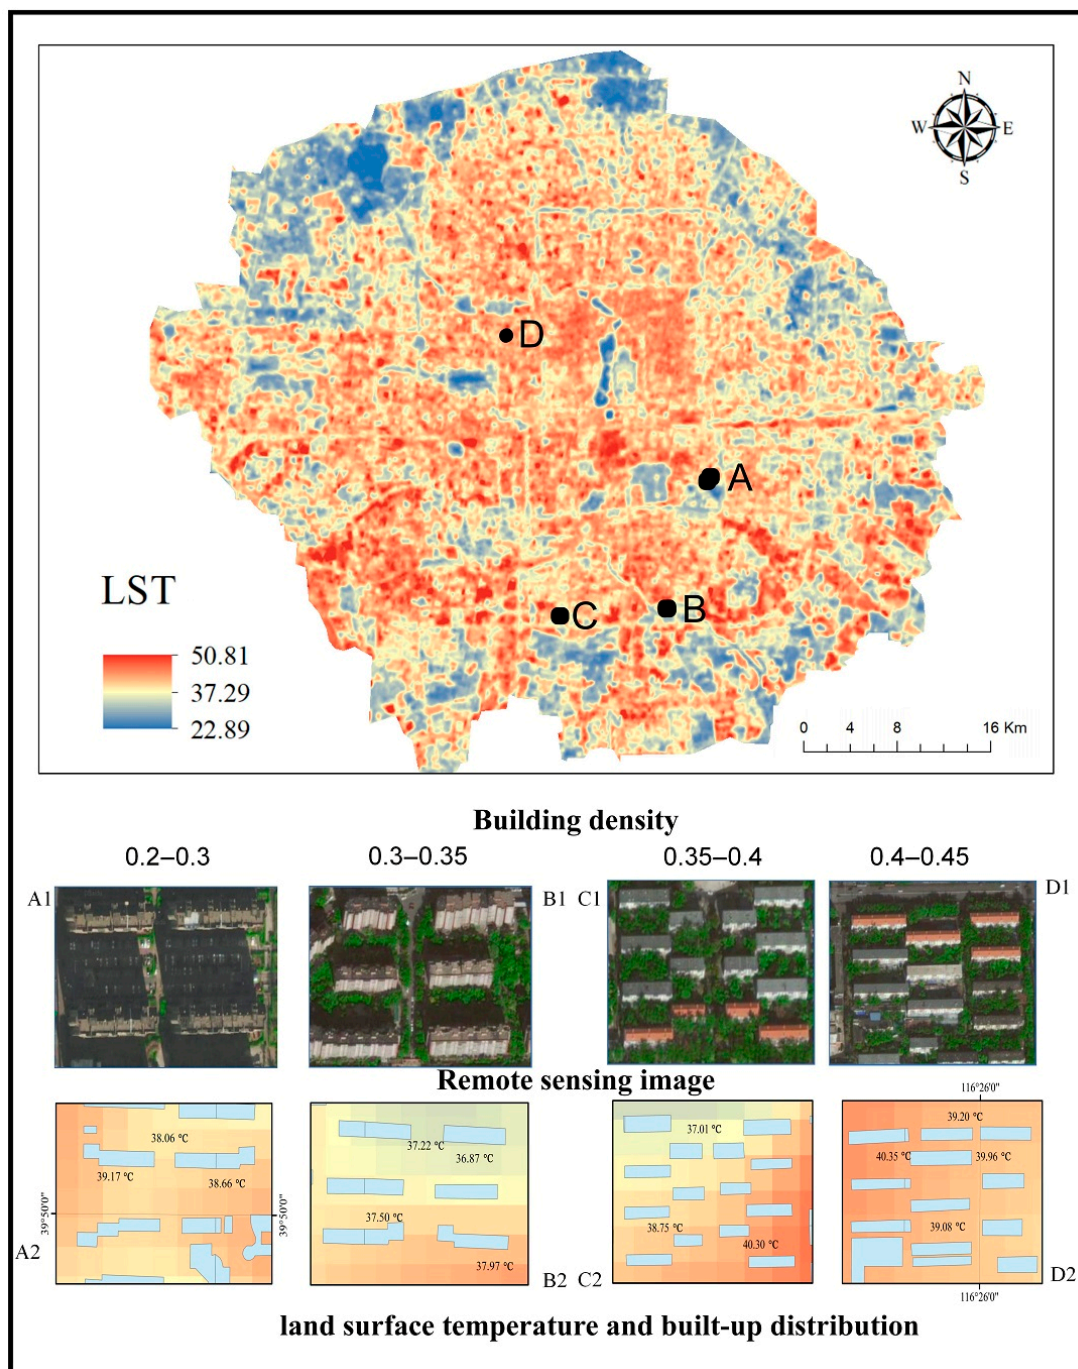 N
W E
S
D
A
B
C
LST
50.81
37.29
22.89
0 4 8 16 Km
Building density
0.2–0.3 0.3–0.35 0.35–0.4 0.4–0.45
A1 B1 C1 D1
Remote sensing image
116°26'0"
38.06 °C
39.17 °C
38.66 °C
39°50'0"
A2
37.22 °C
36.87 °C
37.50 °C
37.97 °C
39°50'0"
B2
37.01 °C
38.75 °C
40.30 °C
C2
39.20 °C
40.35 °C 39.96 °C
39.08 °C
D2
116°26'0"
land surface temperature and built-up distribution